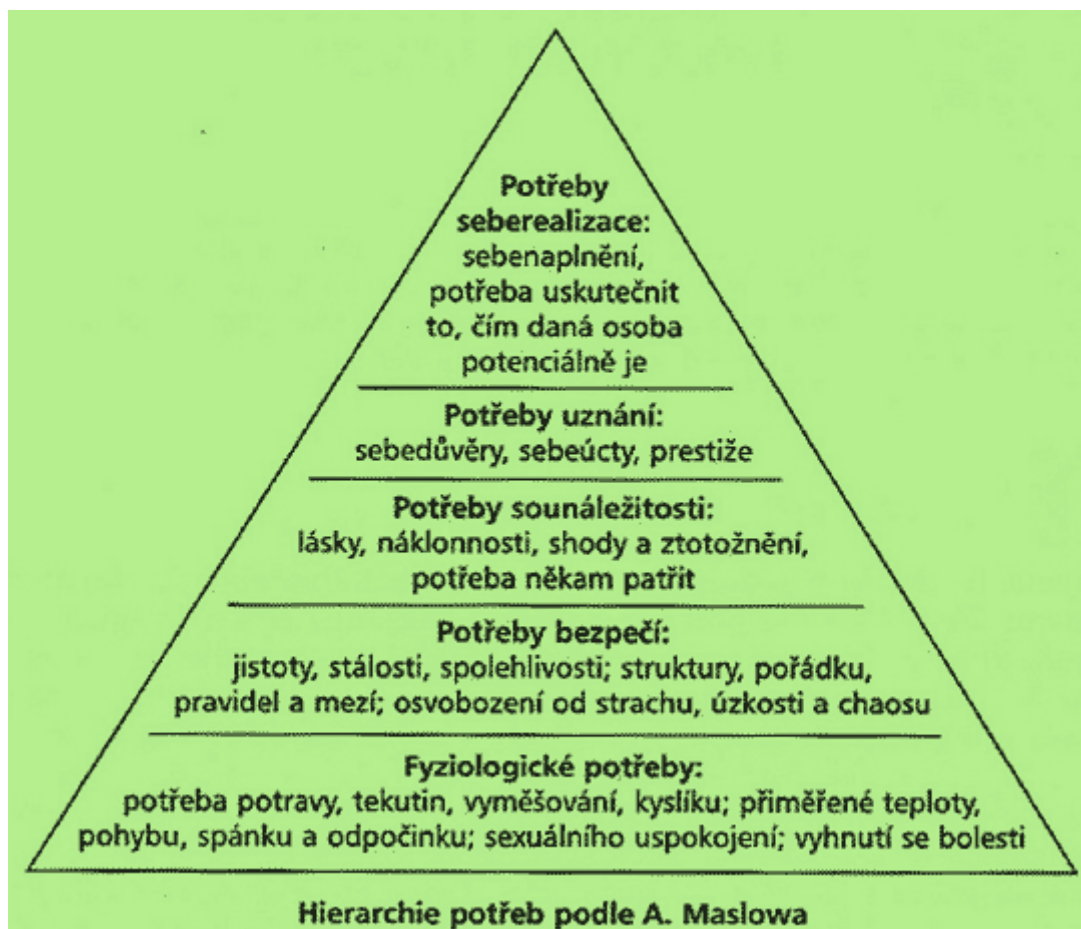 Potřeby
seberealizace:
sebenaplnění,
potřeba uskutečnit
to, čím daná osoba
potenciálně je
Potřeby uznání:
sebedůvěry, sebeúcty, prestiže
Potřeby sounáležitosti:
lásky, náklonnosti, shody a ztotožnění,
potřeba někam patřit
Potřeby bezpečí:
jistoty, stálosti, spolehlivosti; struktury, pořádku,
pravidel a mezí; osvobození od strachu, úzkosti a chaosu
Fyziologické potřeby:
potřeba potravy, tekutin, vyměšování, kyslíku; přiměřené teploty,
pohybu, spánku a odpočinku; sexuálního uspokojení; vyhnutí se bolesti
Hierarchie potřeb podle A. Maslowa